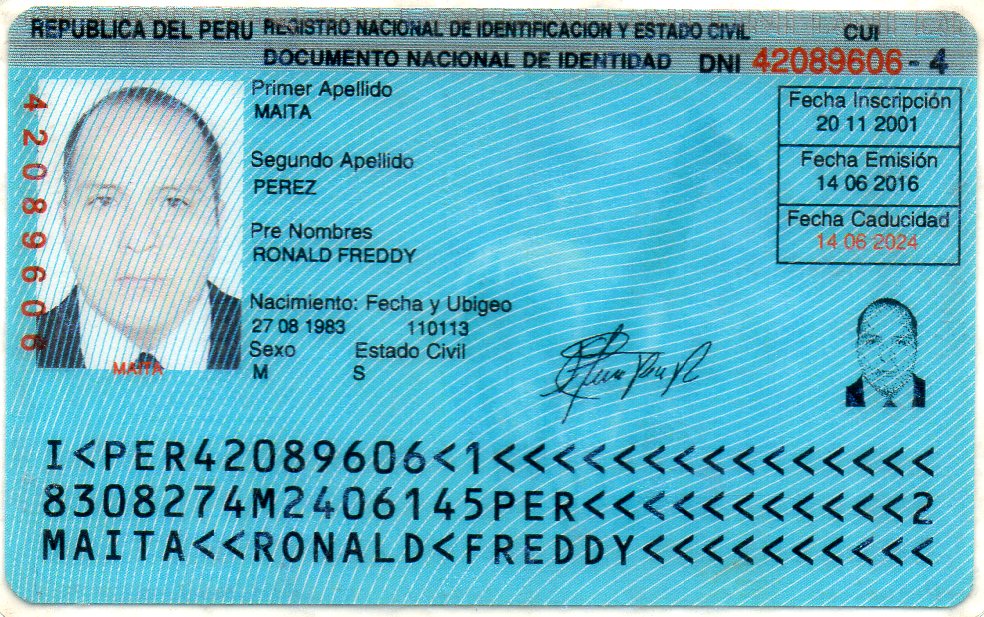 REPUBLICA DEL PERU REGISTRO NACIONAL DE IDENTIFICACION Y ESTADO CIVIL CUI
DOCUMENTO NACIONAL DE IDENTIDAD DNI 42089606 - 4
42089606
MAITA
Primer Apellido
MAITA
Segundo Apellido
PEREZ
Pre Nombres
RONALD FREDDY
Nacimiento: Fecha y Ubigeo
27 08 1983 110113
Sexo Estado Civil
M S
Fecha Inscripción
20 11 2001
Fecha Emisión
14 06 2016
Fecha Caducidad
14 06 2024
I<PER42089606<1<<<<<<<<<<<<<<<
8308274M2406145PER<<<<<<<<<<<2
MAITA<<RONALD<FREDDY<<<<<<<<<<